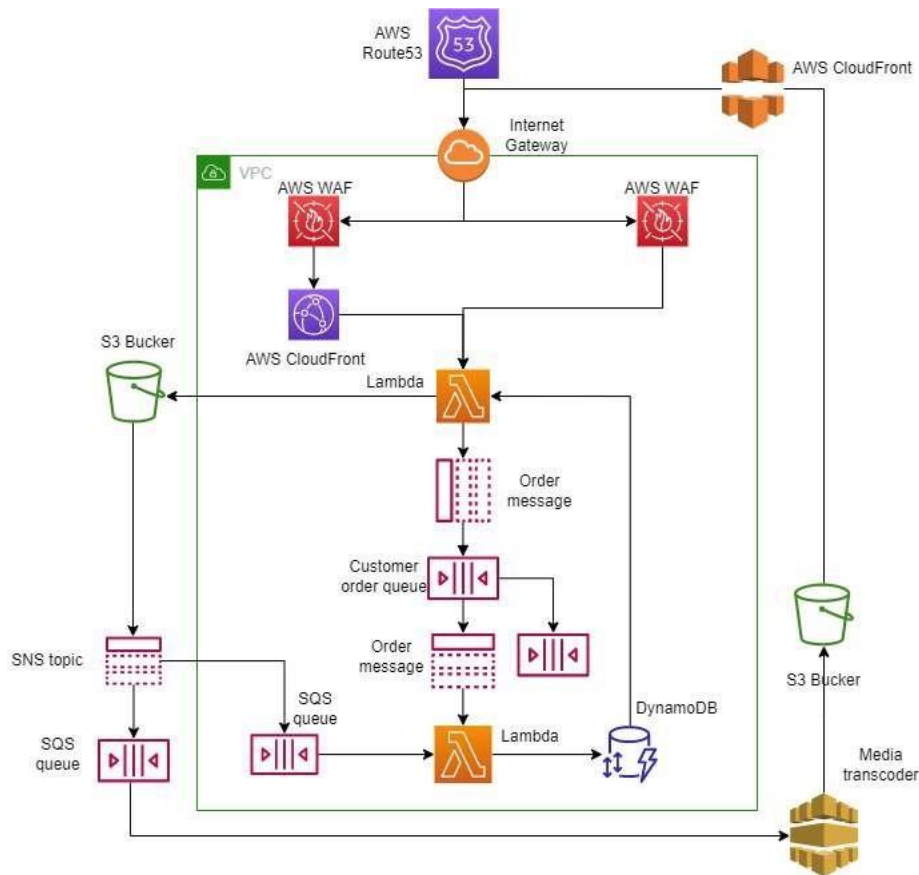 AWS
Route53
53
AWS CloudFront
Internet
Gateway
VPC
AWS WAF
AWS WAF
S3 Bucker
AWS CloudFront
Lambda
Order
message
Customer
order queue
Order
message
SNS topic
S3 Bucker
SQS
queue
DynamoDB
SQS
queue
Lambda
Media
transcoder